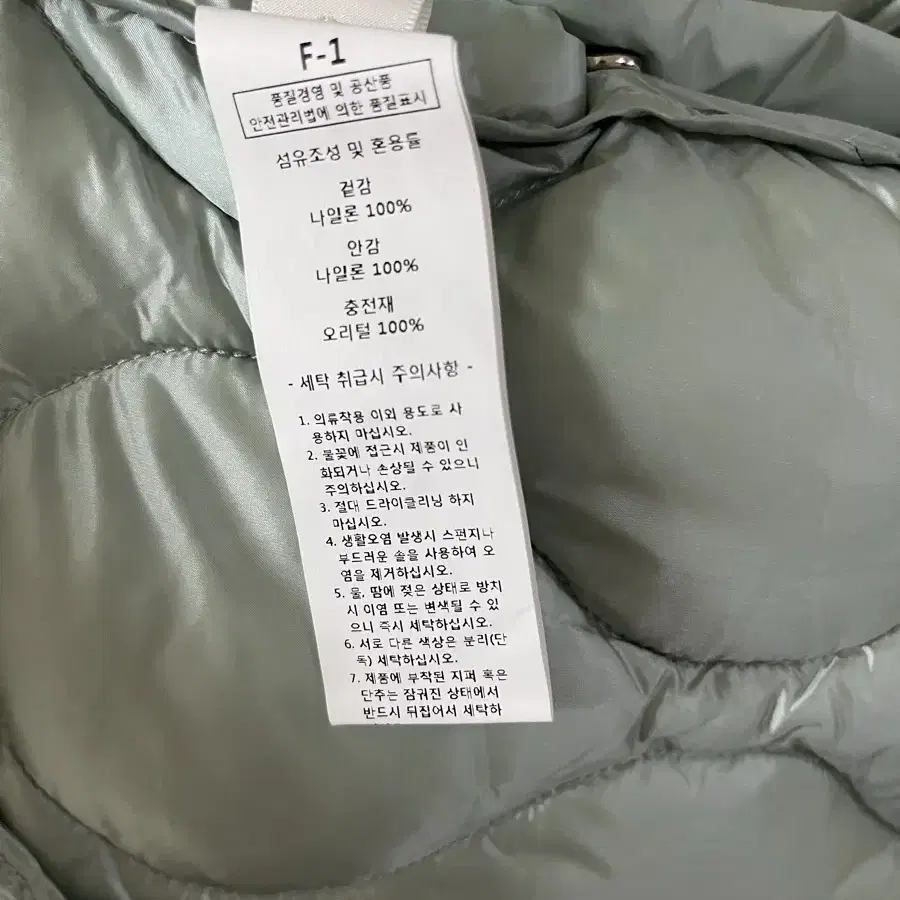 F-1
품질경영 및 공산품
안전관리법에 의한 품질표시
섬유조성 및 혼용률
겉감
나일론 100%
안감
나일론 100%
충전재
오리털 100%
- 세탁 취급시 주의사항 -
1. 의류착용 이외 용도로 사
용하지 마십시오.
2. 불꽃에 접근시 제품이 인
화되거나 손상될 수 있으니
주의하십시오.
3. 절대 드라이클리닝 하지
마십시오.
4. 생활오염 발생시 스펀지나
부드러운 솔을 사용하여 오
염을 제거하십시오.
5. 물, 땀에 젖은 상태로 방치
시 이염 또는 변색될 수 있
으니 즉시 세탁하십시오.
6. 서로 다른 색상은 분리(단
독) 세탁하십시오.
7. 제품에 부착된 지퍼 혹은
단추는 잠궈진 상태에서
반드시 뒤집어서 세탁하